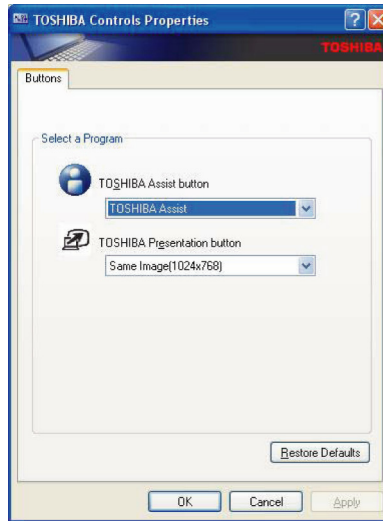 TOSHIBA Controls Properties
TOSHIBA
Buttons
Select a Program
TOSHIBA Assist button
TOSHIBA Assist
TOSHIBA Presentation button
Same Image(1024x768)
Restore Defaults
OK
Cancel
Apply